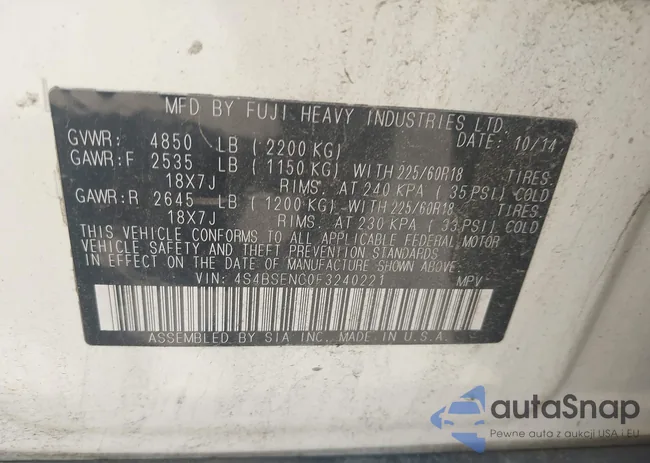 MFD BY FUJI HEAVY INDUSTRIES LTD.
GVWR: 4850 LB ( 2200 KG) DATE: 10/14
GAWR:F 2535 LB ( 1150 KG) WITH 225/60R18 TIRES.
18X7J RIMS. AT 240 KPA ( 35 PSI) COLD
GAWR:R 2645 LB ( 1200 KG) WITH 225/60R18 TIRES.
18X7J RIMS. AT 230 KPA ( 33 PSI) COLD
THIS VEHICLE CONFORMS TO ALL APPLICABLE FEDERAL MOTOR
VEHICLE SAFETY AND THEFT PREVENTION STANDARDS
IN EFFECT ON THE DATE OF MANUFACTURE SHOWN ABOVE.
VIN: 4S4BSENC0F3240221 MPV
ASSEMBLED BY SIA INC. MADE IN U.S.A.
autaSnap
Pewne auta z aukcji USA i EU